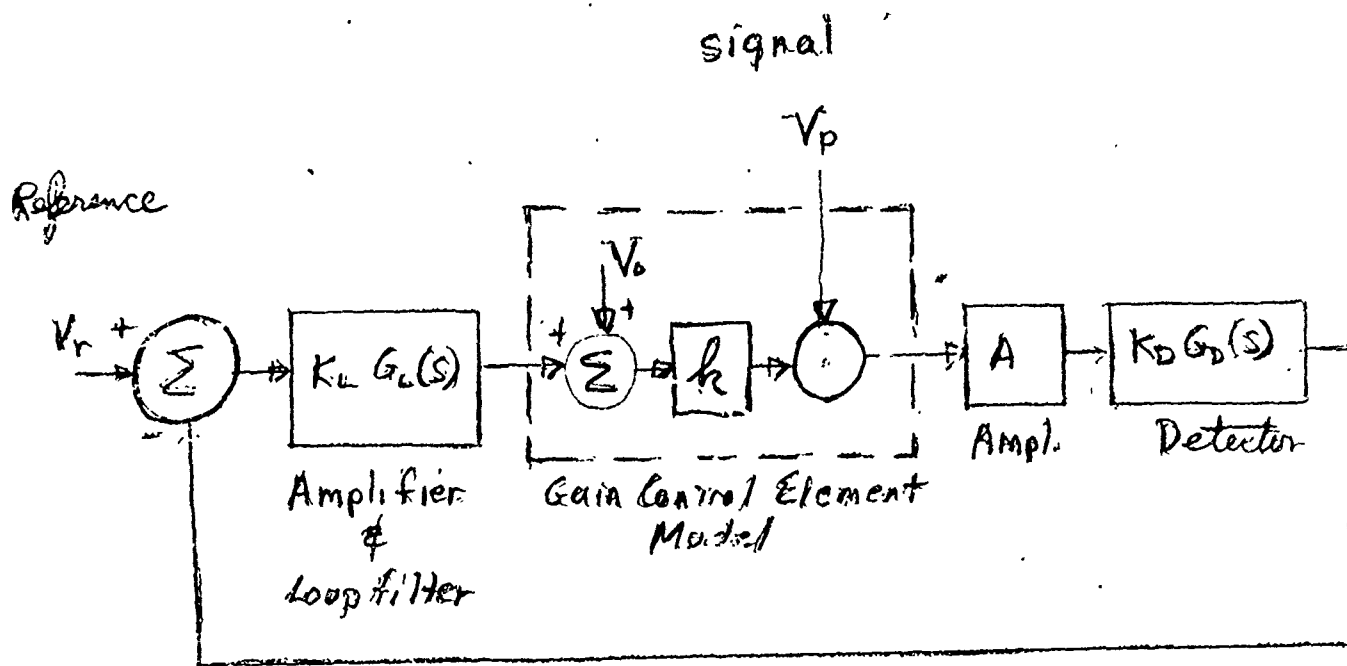 signal
Vp
Reference
Vo
Vr + Σ
KL GL(S)
+ Σ +
k
A
KD GD(S)
-
Ampl.
Detector
Amplifier
&
Loop filter
Gain Control Element
Model